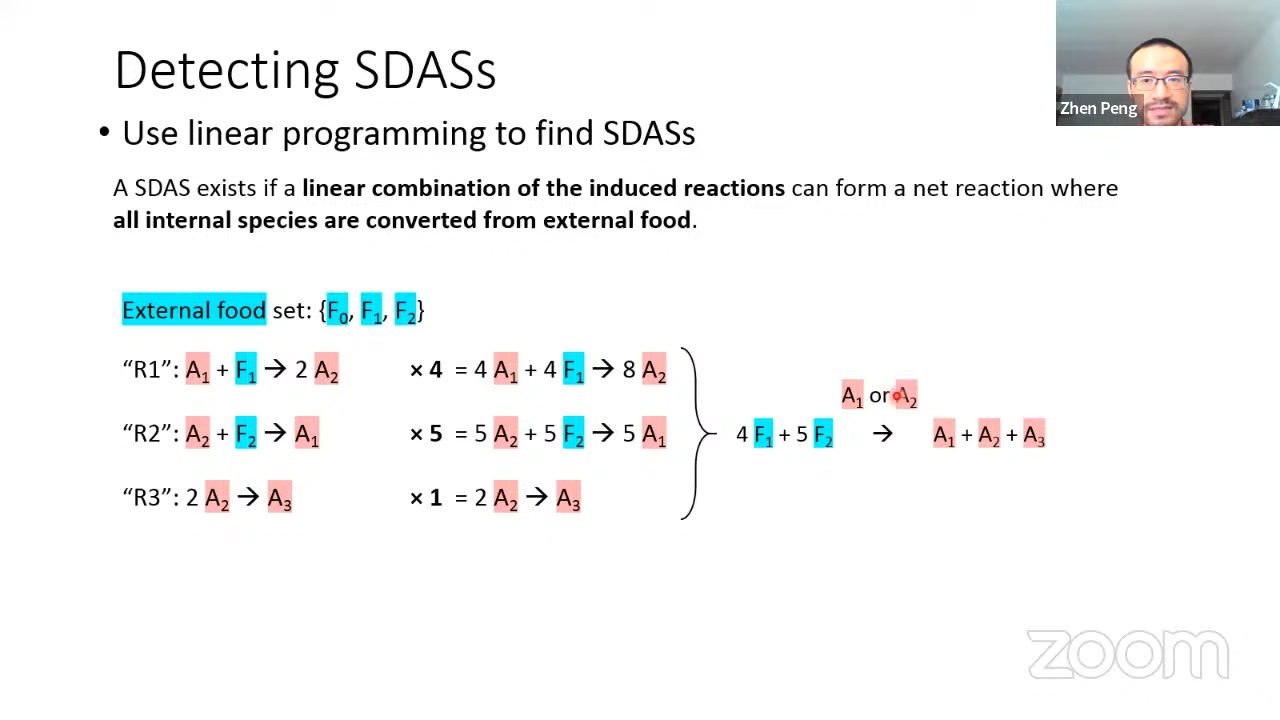 Detecting SDASs
Zhen Peng
• Use linear programming to find SDASs
A SDAS exists if a linear combination of the induced reactions can form a net reaction where
all internal species are converted from external food.
External food set: {F₀, F₁, F₂}
“R1”: A₁ + F₁ → 2 A₂ × 4 = 4 A₁ + 4 F₁ → 8 A₂
A₁ or A₂
“R2”: A₂ + F₂ → A₁ × 5 = 5 A₂ + 5 F₂ → 5 A₁
4 F₁ + 5 F₂ → A₁ + A₂ + A₃
“R3”: 2 A₂ → A₃ × 1 = 2 A₂ → A₃
zoom